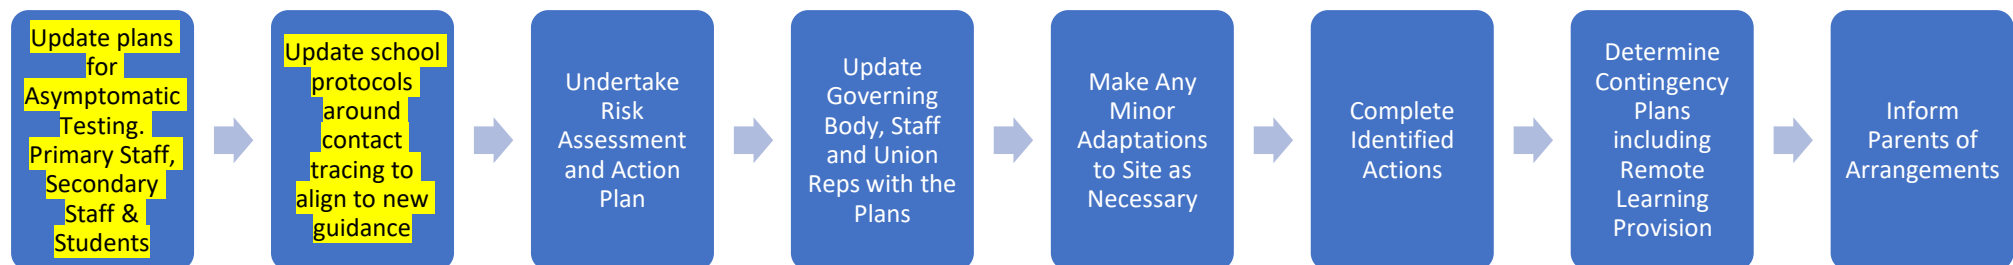 Update plans
for
Asymptomatic
Testing.
Primary Staff,
Secondary
Staff &
Students
Update school
protocols
around
contact
tracing to
align to new
guidance
Undertake
Risk
Assessment
and Action
Plan
Update
Governing
Body, Staff
and Union
Reps with the
Plans
Make Any
Minor
Adaptations
to Site as
Necessary
Complete
Identified
Actions
Determine
Contingency
Plans
including
Remote
Learning
Provision
Inform
Parents of
Arrangements